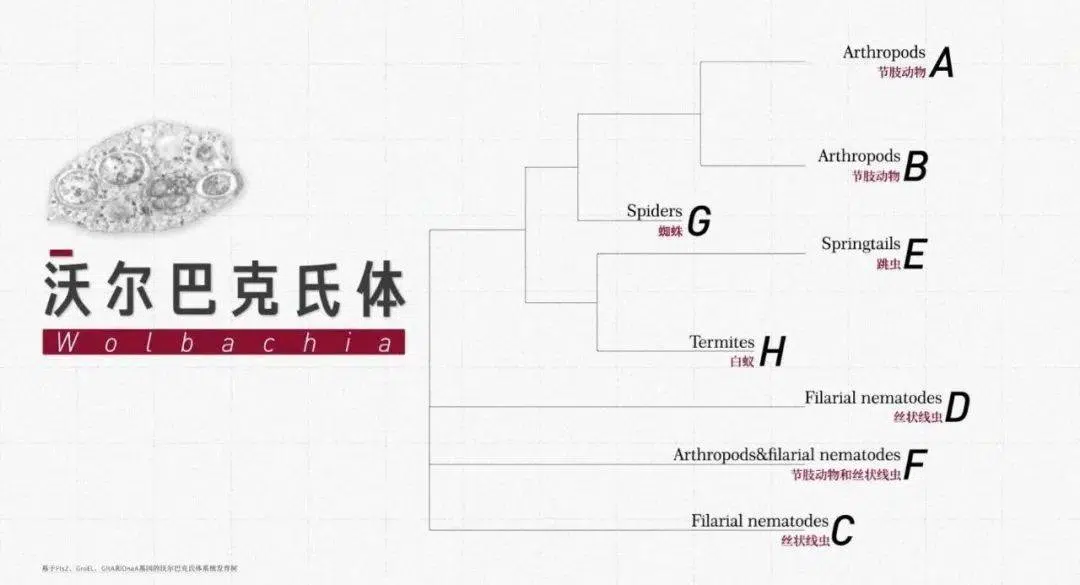 沃尔巴克氏体
Wolbachia
Arthropods A
节肢动物
Arthropods B
节肢动物
Spiders G
蜘蛛
Springtails E
跳虫
Termites H
白蚁
Filarial nematodes D
丝状线虫
Arthropods&filarial nematodes F
节肢动物和丝状线虫
Filarial nematodes C
丝状线虫
基于FtsZ、GroEL、GltA和DnaA基因的沃尔巴克氏体系统发育树